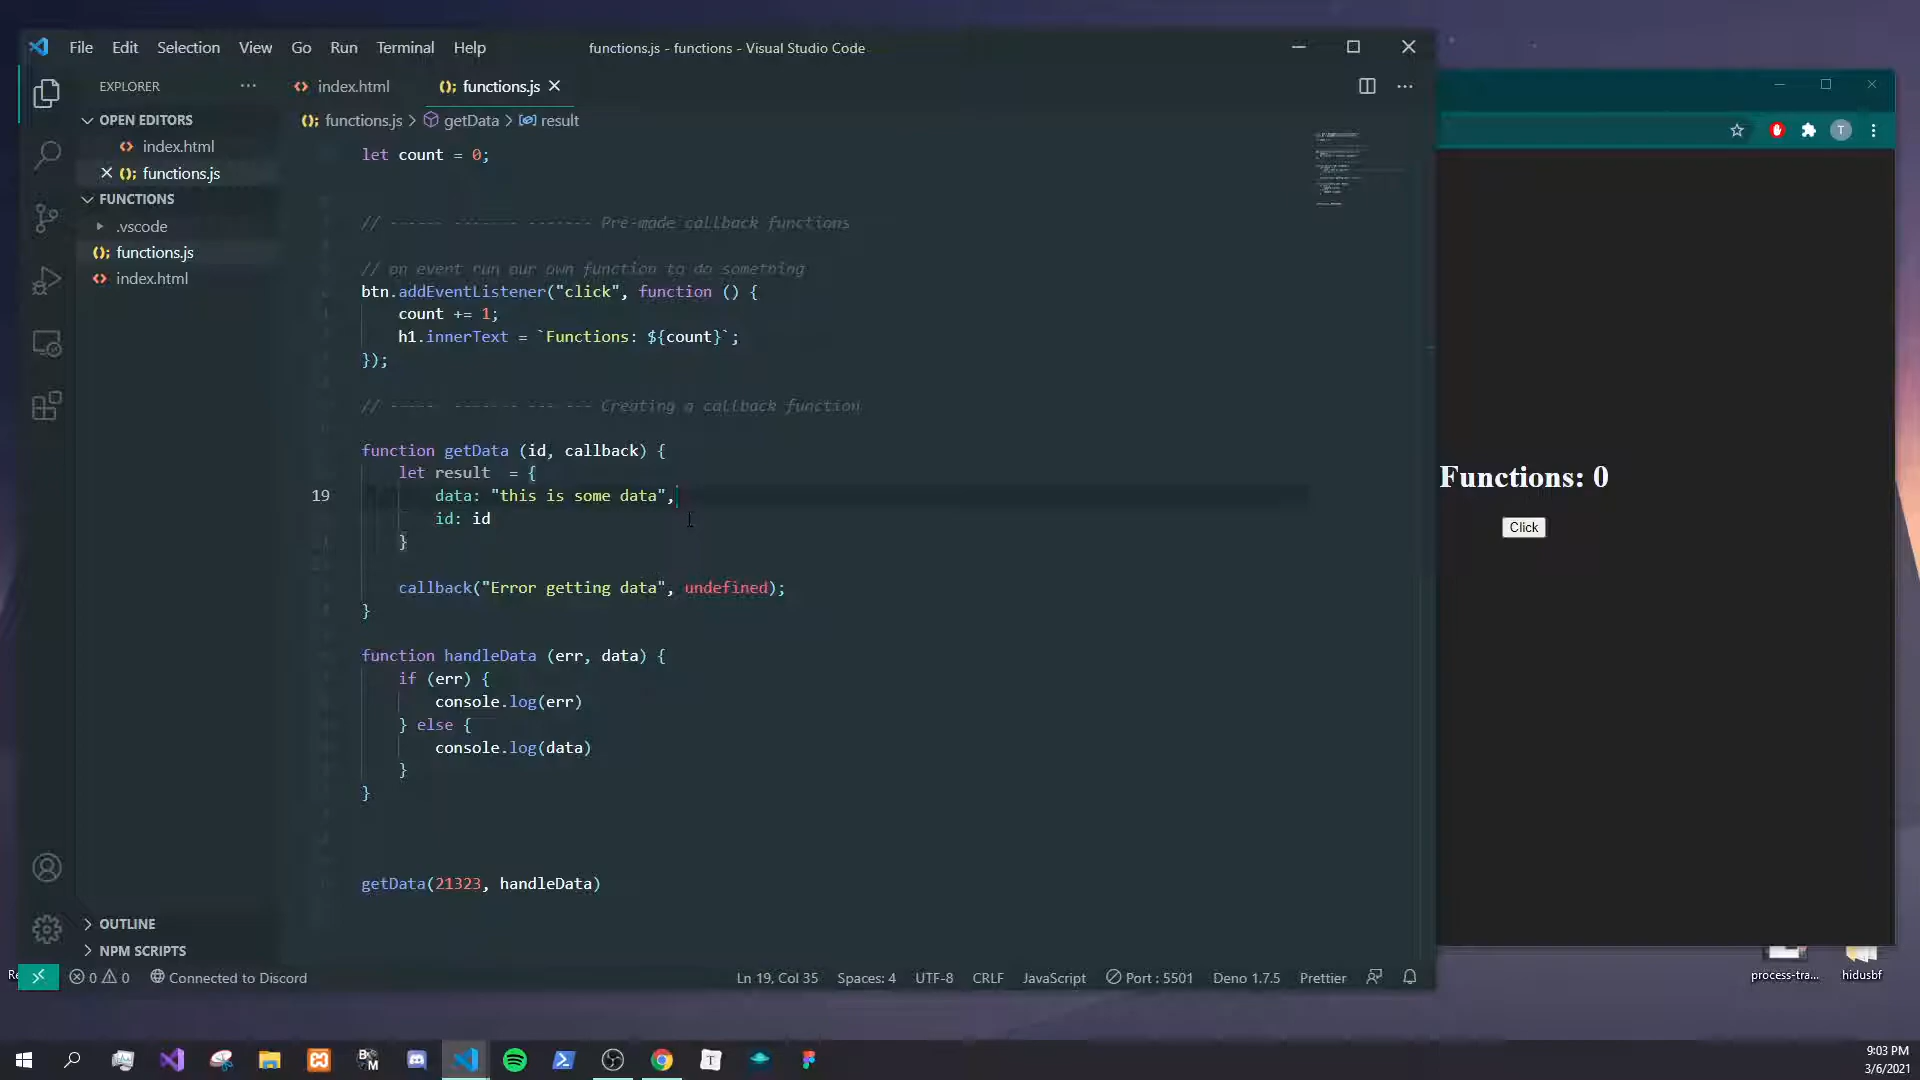 File Edit Selection View Go Run Terminal Help
functions.js - functions - Visual Studio Code
EXPLORER
index.html
functions.js
OPEN EDITORS
index.html
functions.js
FUNCTIONS
.vscode
functions.js
index.html
functions.js > getData > result
let count = 0;
// ------ ------- ------- Pre-made callback functions
// on event run our own function to do something
btn.addEventListener("click", function () {
count += 1;
h1.innerText = `Functions: ${count}`;
});
// ----- ------- --- --- Creating a callback function
function getData (id, callback) {
let result  = {
19 data: "this is some data",
id: id
}
callback("Error getting data", undefined);
}
function handleData (err, data) {
if (err) {
console.log(err)
} else {
console.log(data)
}
}
getData(21323, handleData)
OUTLINE
NPM SCRIPTS
0 0 Connected to Discord
Ln 19, Col 35 Spaces: 4 UTF-8 CRLF JavaScript Port : 5501 Deno 1.7.5 Prettier
T
Functions: 0
Click
Re
process-tra...
hidusbf
T
9:03 PM
3/6/2021